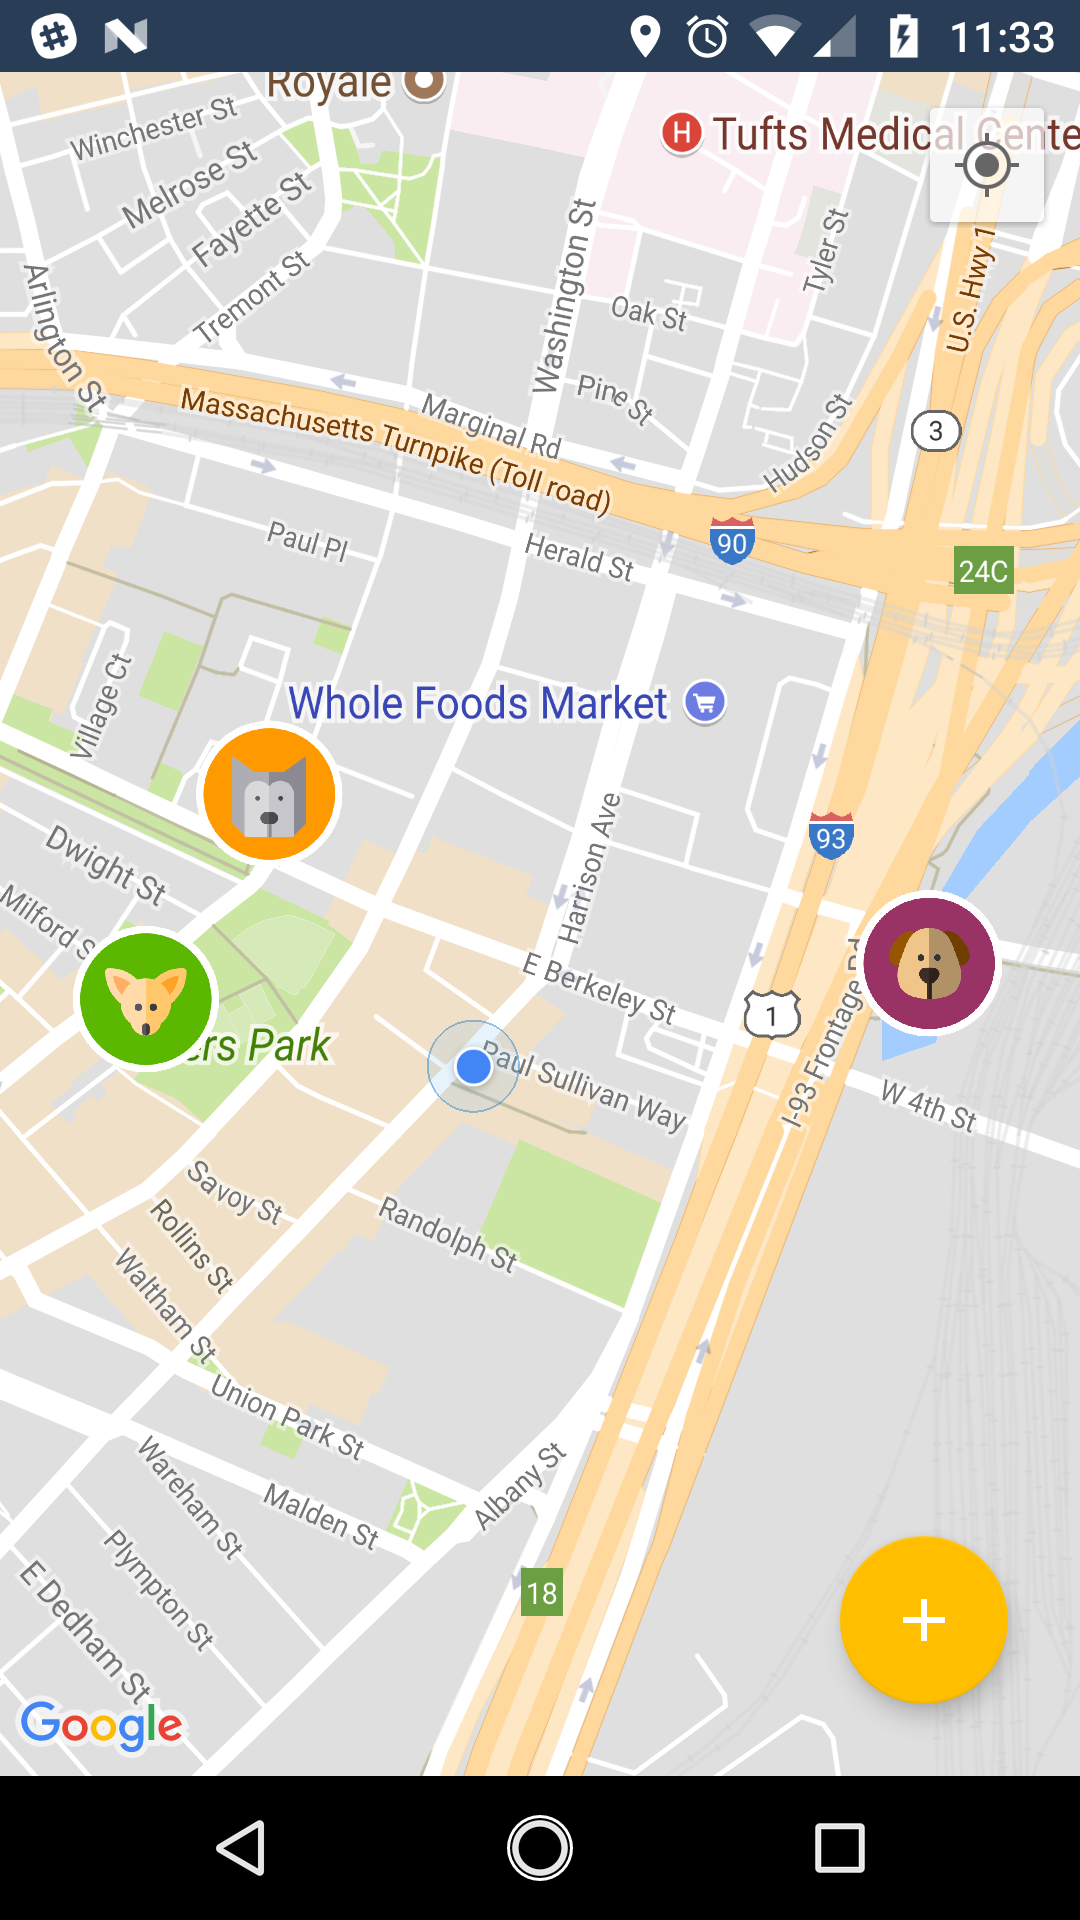 11:33
Royale
Winchester St
H Tufts Medical Cente
Melrose St
Fayette St
Washington St
Tyler St
U.S. Hwy 1
Tremont St
Arlington St
Oak St
Pine St
Marginal Rd
Massachusetts Turnpike (Toll road)
Hudson St
3
Paul Pl
Herald St
90
24C
Village Ct
Whole Foods Market
93
Harrison Ave
Dwight St
Milford S
E Berkeley St
1
I-93 Frontage Rd
ers Park
Paul Sullivan Way
W 4th St
Savoy St
Rollins St
Randolph St
Waltham St
Union Park St
Albany St
Wareham St
Malden St
Plympton St
E Dedham St
18
Google